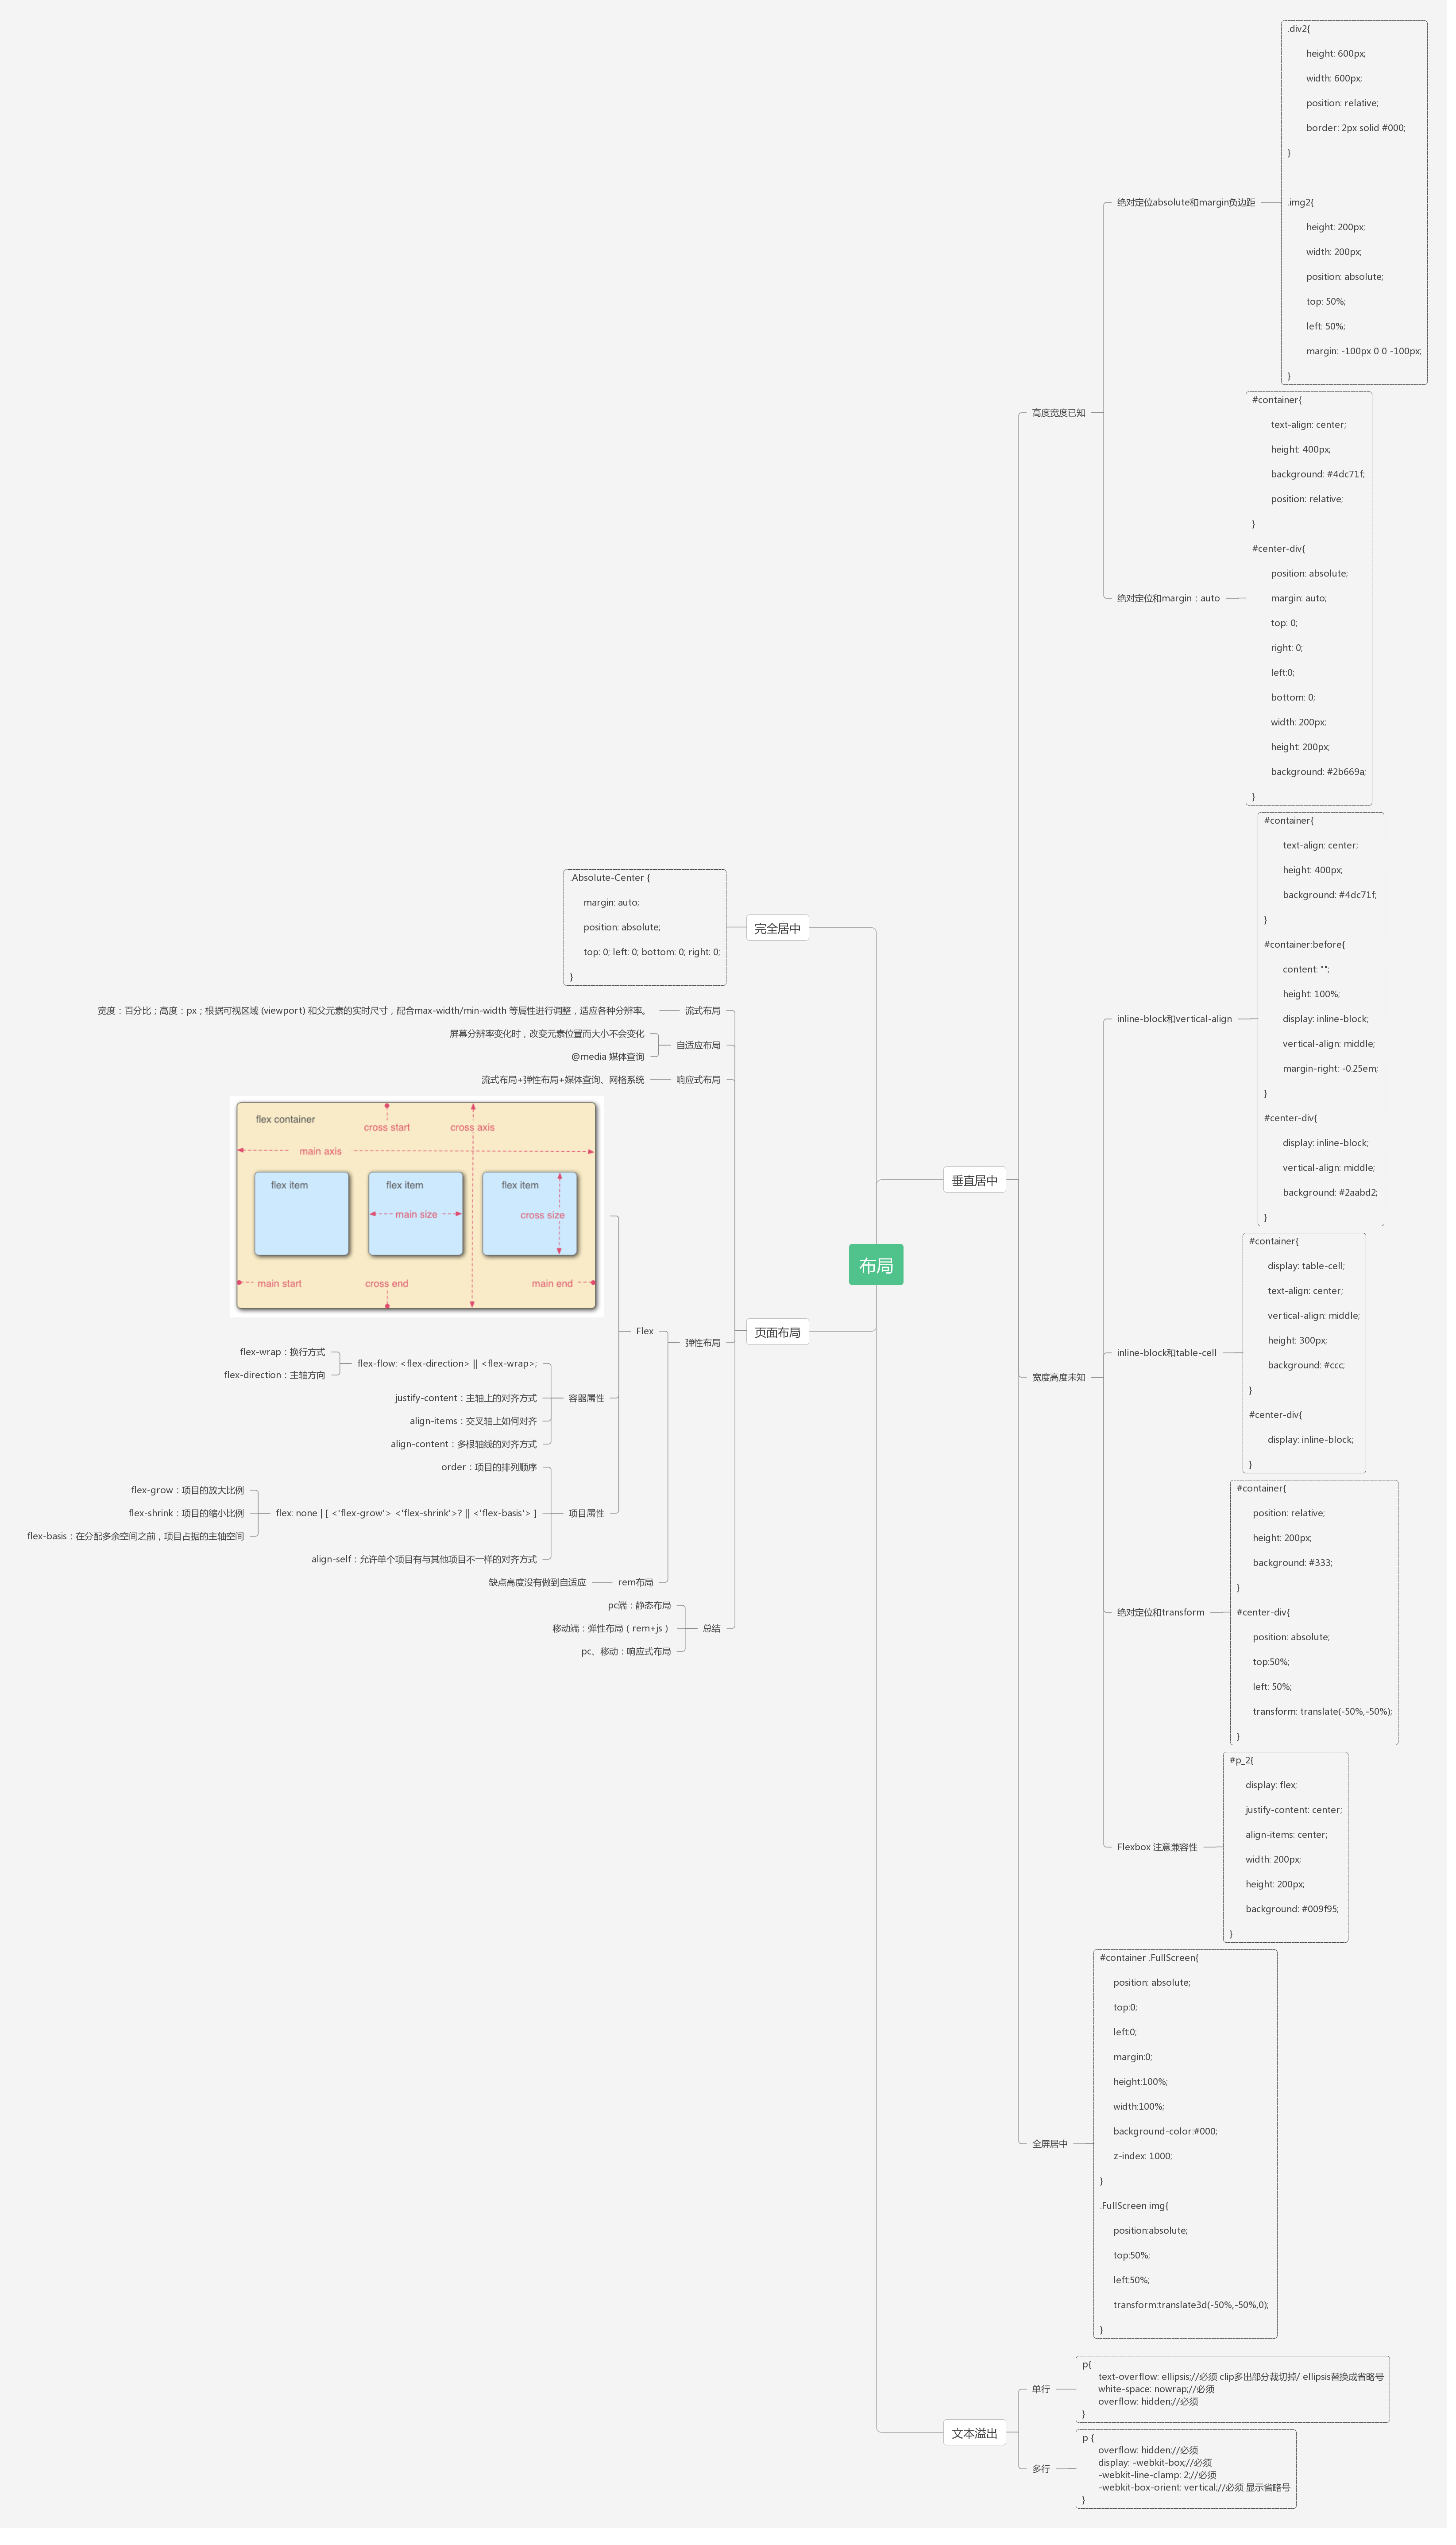 布局
垂直居中
高度宽度已知
绝对定位absolute和margin负边距
.div2{
height: 600px;
width: 600px;
position: relative;
border: 2px solid #000;
}
.img2{
height: 200px;
width: 200px;
position: absolute;
top: 50%;
left: 50%;
margin: -100px 0 0 -100px;
}
绝对定位和margin：auto
#container{
text-align: center;
height: 400px;
background: #4dc71f;
position: relative;
}
#center-div{
position: absolute;
margin: auto;
top: 0;
right: 0;
left:0;
bottom: 0;
width: 200px;
height: 200px;
background: #2b669a;
}
宽度高度未知
inline-block和vertical-align
#container{
text-align: center;
height: 400px;
background: #4dc71f;
}
#container:before{
content: "";
height: 100%;
display: inline-block;
vertical-align: middle;
margin-right: -0.25em;
}
#center-div{
display: inline-block;
vertical-align: middle;
background: #2aabd2;
}
inline-block和table-cell
#container{
display: table-cell;
text-align: center;
vertical-align: middle;
height: 300px;
background: #ccc;
}
#center-div{
display: inline-block;
}
绝对定位和transform
#container{
position: relative;
height: 200px;
background: #333;
}
#center-div{
position: absolute;
top:50%;
left: 50%;
transform: translate(-50%,-50%);
}
Flexbox 注意兼容性
#p_2{
display: flex;
justify-content: center;
align-items: center;
width: 200px;
height: 200px;
background: #009f95;
}
全屏居中
#container .FullScreen{
position: absolute;
top:0;
left:0;
margin:0;
height:100%;
width:100%;
background-color:#000;
z-index: 1000;
}
.FullScreen img{
position:absolute;
top:50%;
left:50%;
transform:translate3d(-50%,-50%,0);
}
文本溢出
单行
p{
text-overflow: ellipsis;//必须 clip多出部分裁切掉/ ellipsis替换成省略号
white-space: nowrap;//必须
overflow: hidden;//必须
}
多行
p {
overflow: hidden;//必须
display: -webkit-box;//必须
-webkit-line-clamp: 2;//必须
-webkit-box-orient: vertical;//必须 显示省略号
}
完全居中
.Absolute-Center {
margin: auto;
position: absolute;
top: 0; left: 0; bottom: 0; right: 0;
}
页面布局
流式布局
宽度：百分比；高度：px；根据可视区域 (viewport) 和父元素的实时尺寸，配合max-width/min-width 等属性进行调整，适应各种分辨率。
自适应布局
屏幕分辨率变化时，改变元素位置而大小不会变化
@media 媒体查询
响应式布局
流式布局+弹性布局+媒体查询、网格系统
弹性布局
Flex
flex container
cross start
cross axis
main axis
flex item
flex item
flex item
main size
cross size
main start
cross end
main end
容器属性
flex-flow: <flex-direction> || <flex-wrap>;
flex-wrap：换行方式
flex-direction：主轴方向
justify-content：主轴上的对齐方式
align-items：交叉轴上如何对齐
align-content：多根轴线的对齐方式
项目属性
order：项目的排列顺序
flex: none | [ <'flex-grow'> <'flex-shrink'>? || <'flex-basis'> ]
flex-grow：项目的放大比例
flex-shrink：项目的缩小比例
flex-basis：在分配多余空间之前，项目占据的主轴空间
align-self：允许单个项目有与其他项目不一样的对齐方式
rem布局
缺点高度没有做到自适应
总结
pc端：静态布局
移动端：弹性布局（rem+js）
pc、移动：响应式布局